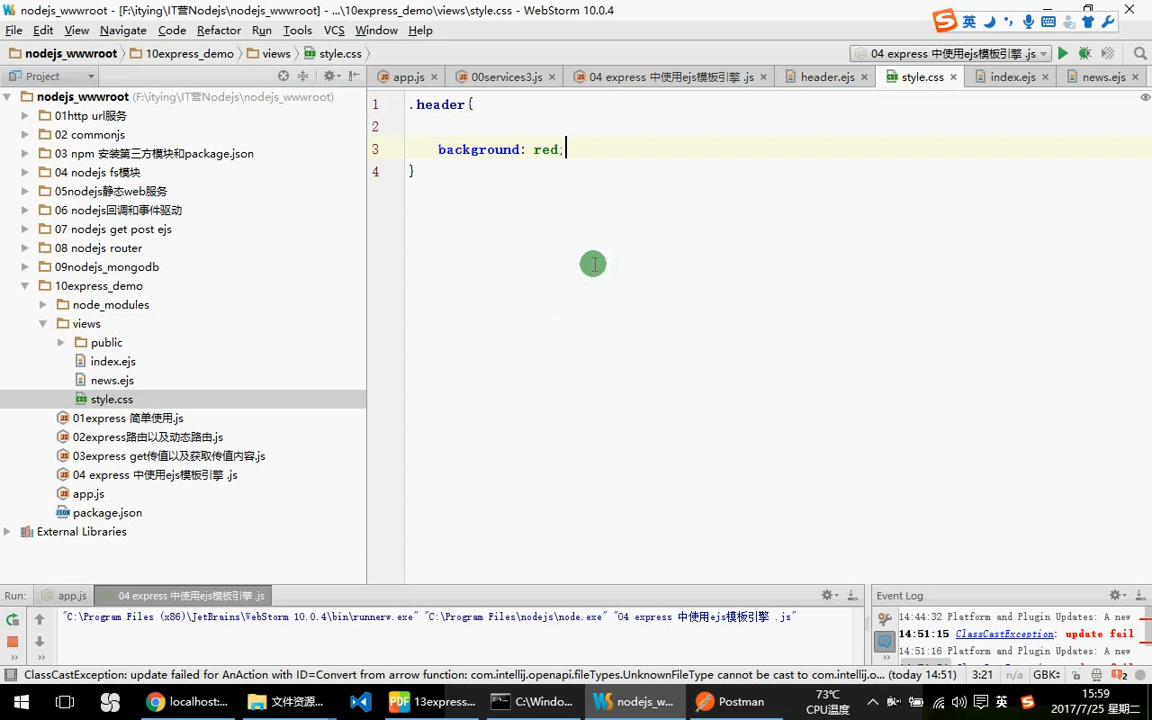 nodejs_wwwroot [F:\itying\IT营Nodejs\nodejs_wwwroot] - ...\10express_demo\views\style.css - WebStorm 10.0.4
File Edit View Navigate Code Refactor Run Tools VCS Window Help
英
nodejs_wwwroot 10express_demo views style.css
04 express 中使用ejs模板引擎 .js
Project
app.js 00services3.js 04 express 中使用ejs模板引擎 .js header.ejs style.css index.ejs news.ejs
nodejs_wwwroot (F:\itying\IT营Nodejs\nodejs_wwwroot)
01http url服务
02 commonjs
03 npm 安装第三方模块和package.json
04 nodejs fs模块
05nodejs静态web服务
06 nodejs回调和事件驱动
07 nodejs get post ejs
08 nodejs router
09nodejs_mongodb
10express_demo
node_modules
views
public
index.ejs
news.ejs
style.css
01express 简单使用.js
02express路由以及动态路由.js
03express get传值以及获取传值内容.js
04 express 中使用ejs模板引擎 .js
app.js
package.json
External Libraries
1 .header{
2
3 background: red;
4 }
Run: app.js 04 express 中使用ejs模板引擎 .js
"C:\Program Files (x86)\JetBrains\WebStorm 10.0.4\bin\runnerw.exe" "C:\Program Files\nodejs\node.exe" "04 express 中使用ejs模板引擎 .js"
Event Log
14:44:32 Platform and Plugin Updates: A new
14:51:15 ClassCastException: update fail
14:51:16 Platform and Plugin Updates: A new
ClassCastException: update failed for AnAction with ID=Convert from arrow function: com.intellij.openapi.fileTypes.UnknownFileType cannot be cast to com.intellij.o... (today 14:51)
3:21 n/a GBK
localhost:... 文件资源... 13expres... C:\Windo... nodejs_w... Postman
73℃
CPU温度
英
15:59
2017/7/25 星期二